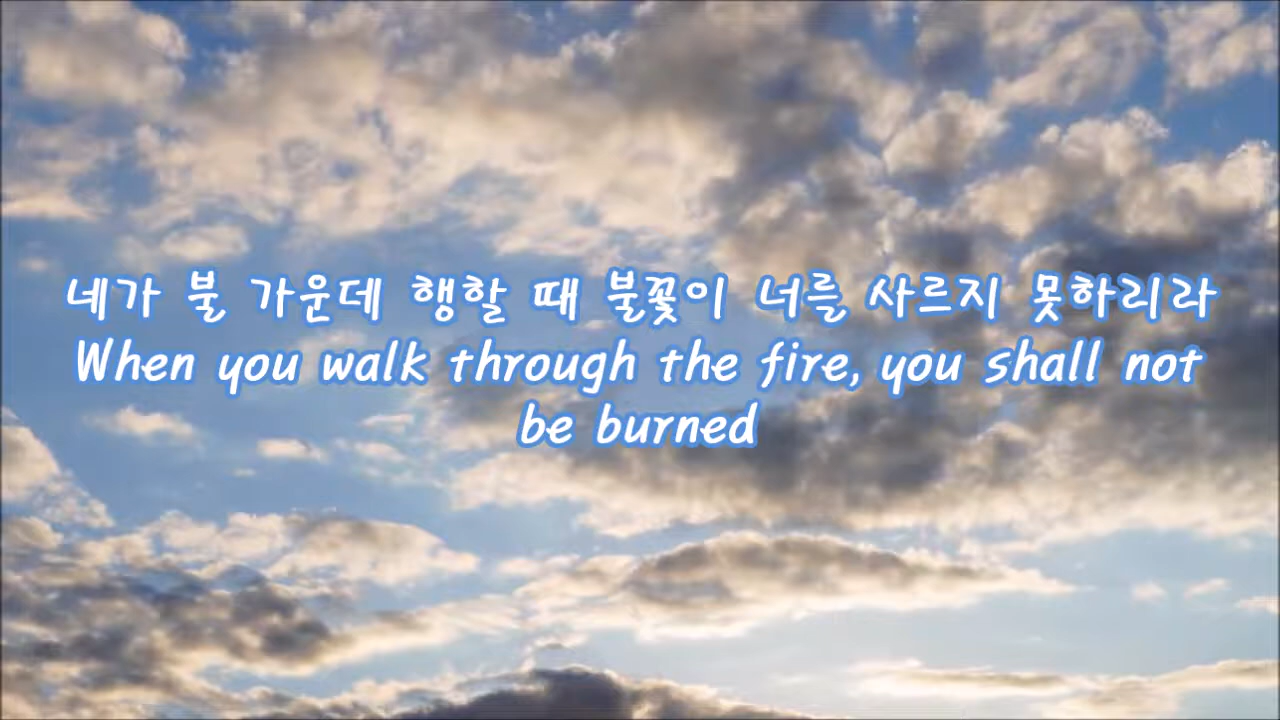 네가 불 가운데 행할 때 불꽃이 너를 사르지 못하리라
When you walk through the fire, you shall not
be burned